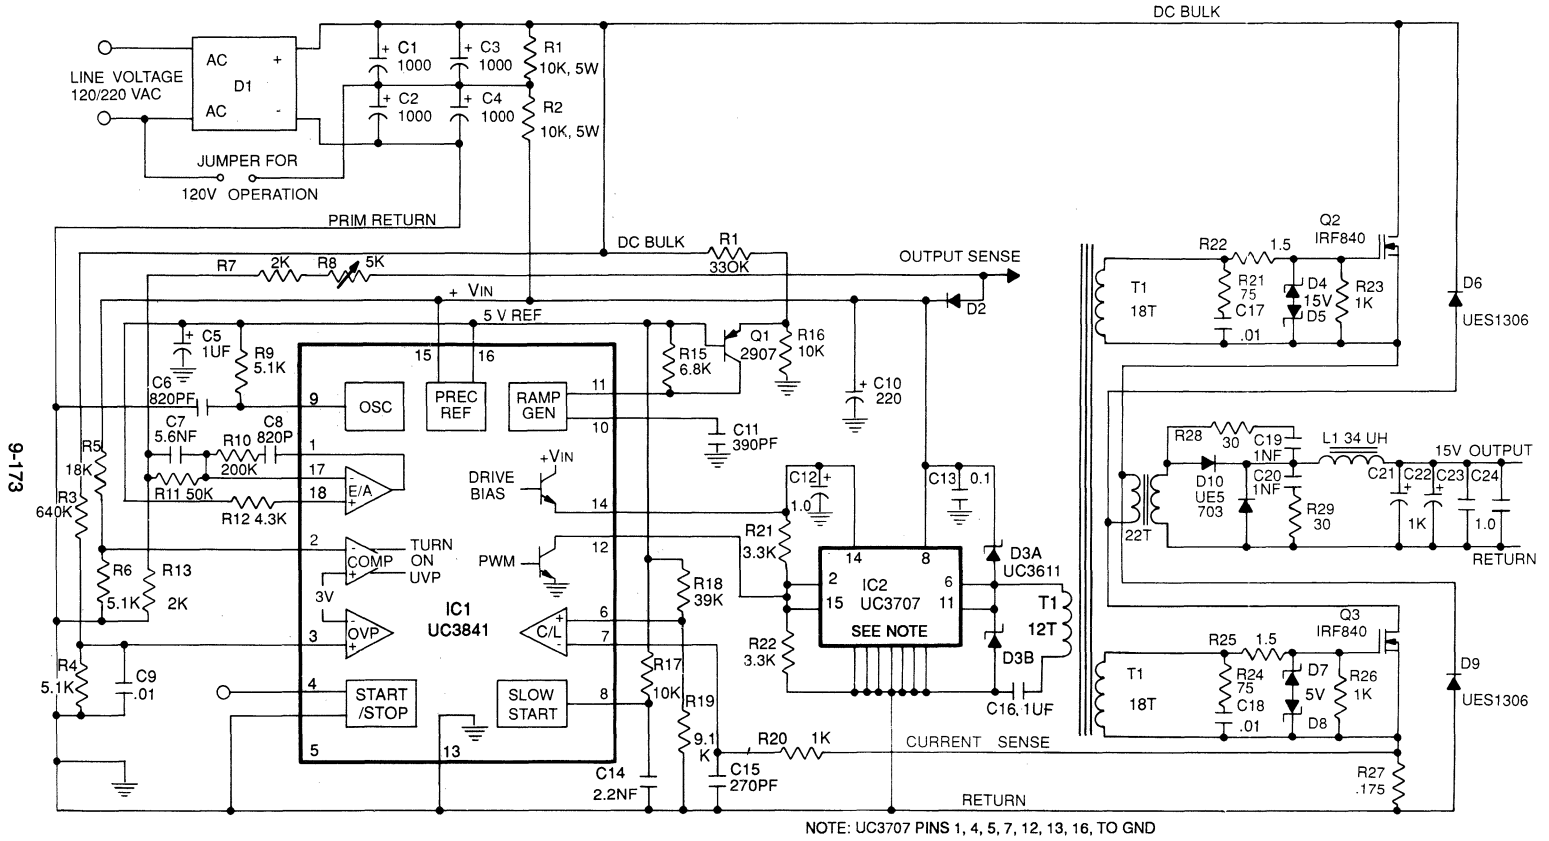 DC BULK
LINE VOLTAGE
120/220 VAC
AC
AC
+
-
D1
+ C1
1000
+ C3
1000
R1
10K, 5W
+ C2
1000
+ C4
1000
R2
10K, 5W
JUMPER FOR
120V OPERATION
PRIM RETURN
DC BULK
R1
330K
R7
2K
R8
5K
OUTPUT SENSE
+ VIN
D2
5 V REF
+ C5
1UF
R9
5.1K
15
16
R15
6.8K
Q1
2907
R16
10K
+ C10
220
C6
820PF
9
OSC
PREC
REF
RAMP
GEN
11
10
C11
390PF
C7
5.6NF
R10
200K
C8
820P
1
17
18
- E/A
+
R11 50K
R12 4.3K
R5
18K
R3
640K
+VIN
DRIVE
BIAS
14
12
PWM
2
- COMP
+
TURN
ON
UVP
3V
R6
5.1K
R13
2K
IC1
UC3841
3
- OVP
+
6
7
+
C/L
-
R4
5.1K
C9
.01
4
START
/STOP
SLOW
START
8
5
13
R18
39K
R17
10K
R19
9.1
K
C14
2.2NF
C15
270PF
R20
1K
CURRENT SENSE
RETURN
C12 +
1.0
C13
0.1
R21
3.3K
R22
3.3K
14
8
2
15
6
11
IC2
UC3707
SEE NOTE
D3A
UC3611
D3B
T1
12T
C16, 1UF
Q2
IRF840
R22
1.5
R21
75
C17
.01
D4
15V
D5
R23
1K
T1
18T
D6
UES1306
R28
30
C19
1NF
L1 34 UH
15V OUTPUT
D10
UE5
703
C20
1NF
R29
30
C21
+
C22
+
C23
C24
1K
1.0
22T
RETURN
Q3
IRF840
R25
1.5
R24
75
C18
.01
D7
5V
D8
R26
1K
T1
18T
D9
UES1306
R27
.175
NOTE: UC3707 PINS 1, 4, 5, 7, 12, 13, 16, TO GND
9-173